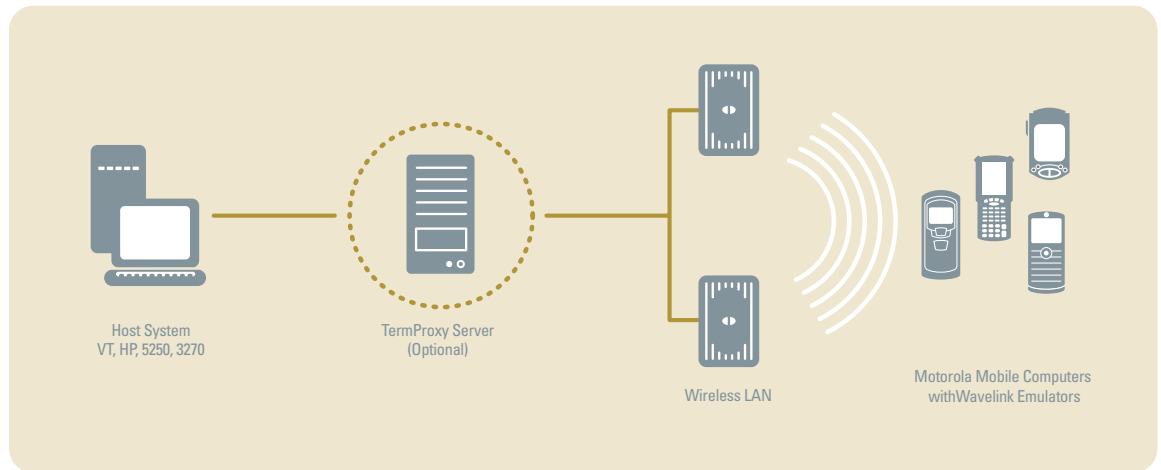 Host System
VT, HP, 5250, 3270
TermProxy Server
(Optional)
Wireless LAN
Motorola Mobile Computers
withWavelink Emulators